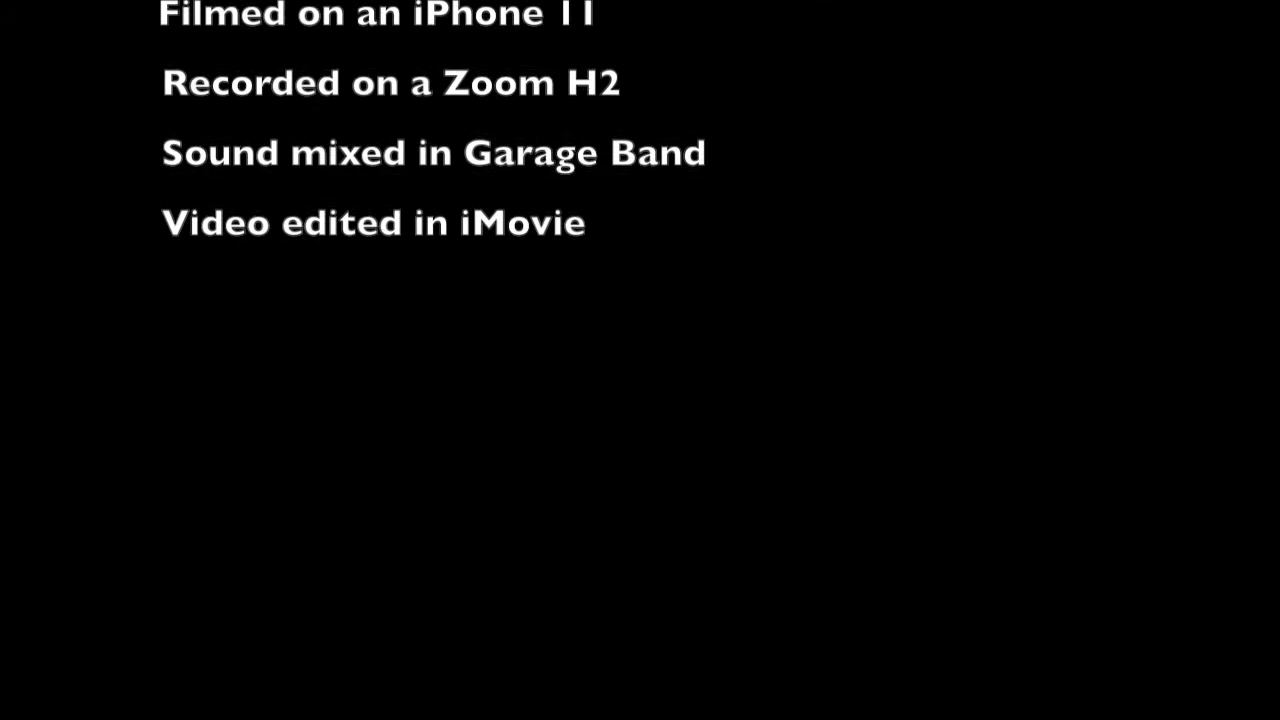 Filmed on an iPhone 11
Recorded on a Zoom H2
Sound mixed in Garage Band
Video edited in iMovie